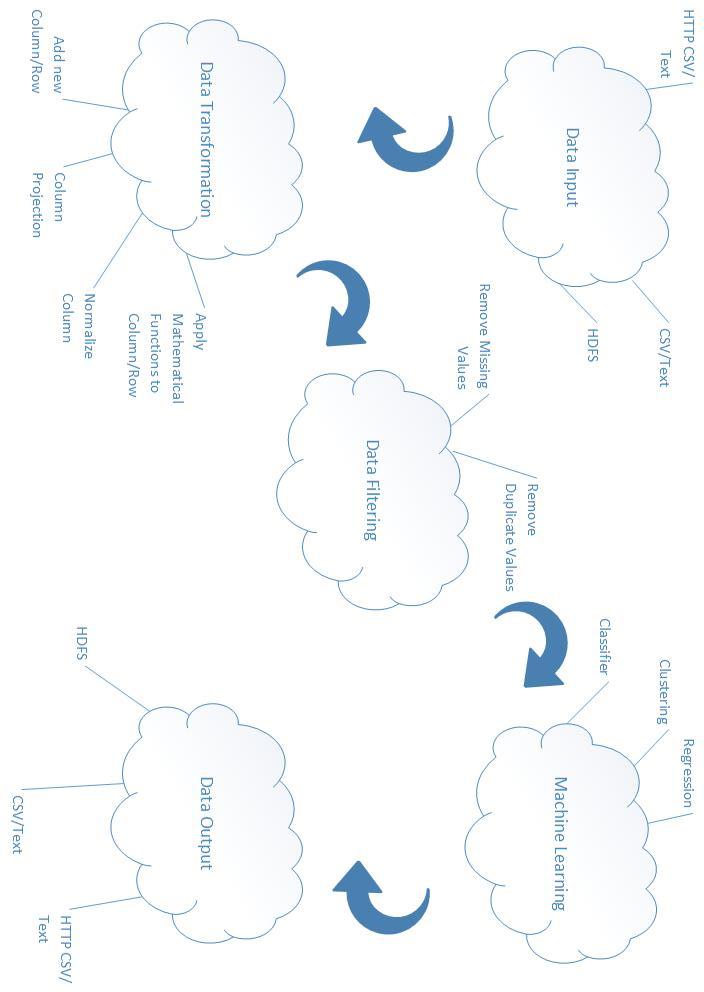 HTTP CSV/
Text
Data Input
CSV/Text
HDFS
Data Transformation
Add new
Column/Row
Column
Projection
Normalize
Column
Apply
Mathematical
Functions to
Column/Row
Remove Missing
Values
Remove
Duplicate Values
Data Filtering
Classifier
Clustering
Regression
Machine Learning
HDFS
Data Output
CSV/Text
HTTP CSV/
Text